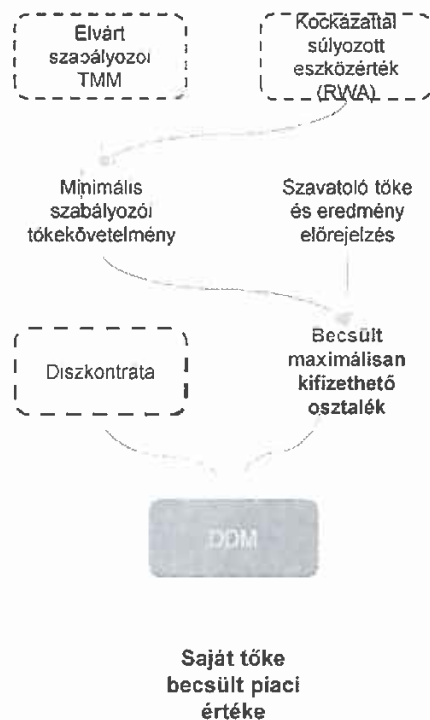 Elvárt
szabályozói
TMM
Kockázattal
súlyozott
eszközérték
(RWA)
Minimális
szabályozói
tőkekövetelmény
Szavatoló tőke
és eredmény
előrejelzés
Diszkontráta
Becsült
maximálisan
kifizethető
osztalék
DDM
Saját tőke
becsült piaci
értéke